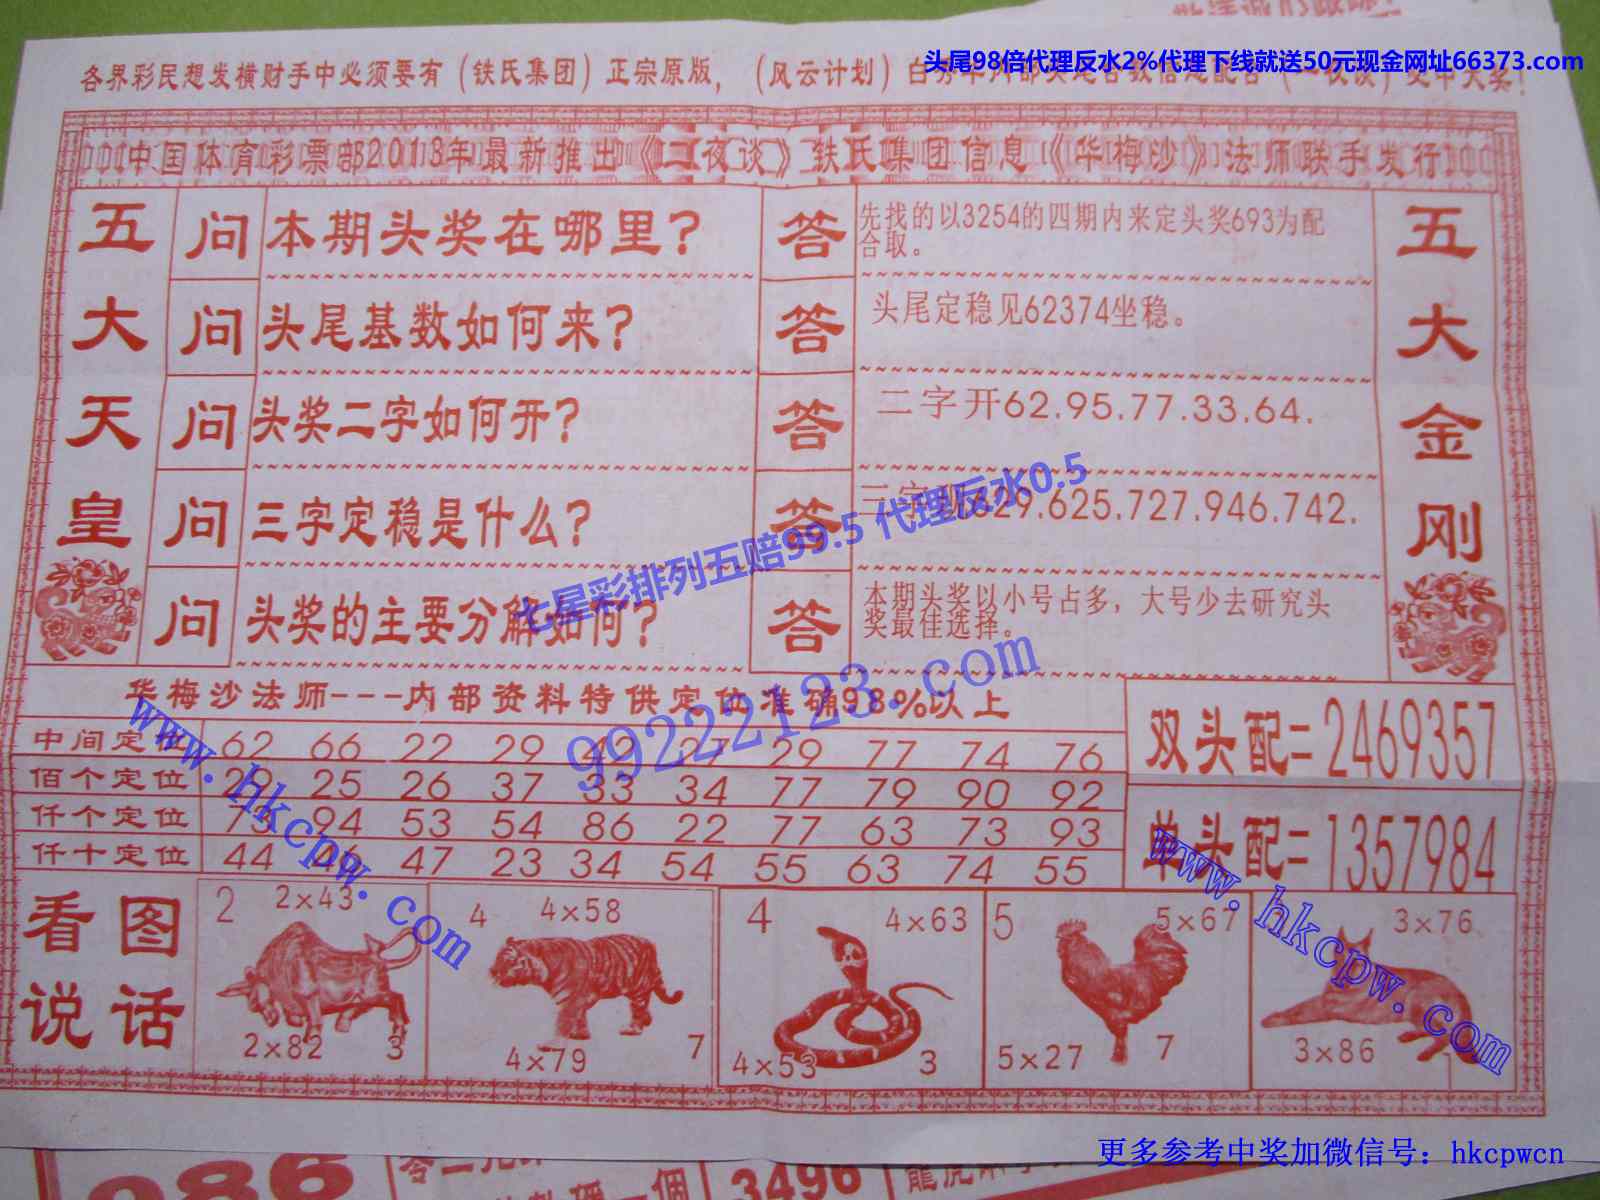 头尾98倍代理反水2%代理下线就送50元现金网址66373.com
各界彩民想发横财手中必须要有(铁氏集团)正宗原版,(风云计划)
中国体育彩票部2013年最新推出《二夜谈》铁氏集团信息《华梅沙》法师联手发行
五大天皇
问 本期头奖在哪里?
答 先找的以3254的四期内来定头奖693为配
合取。
问 头尾基数如何来?
答 头尾定稳见62374坐稳。
问 头奖二字如何开?
答 二字开62.95.77.33.64.
问 三字定稳是什么?
答 三字现629.625.727.946.742.
问 头奖的主要分解如何?
答 本期头奖以小号占多,大号少去研究头
奖最佳选择。
五大金刚
七星彩排列五赔99.5 代理反水0.5
99222123.com
华梅沙法师---内部资料特供定位准确98%以上
中间定位 62 66 22 29 42 27 29 77 74 76
佰个定位 29 25 26 37 33 34 77 79 90 92
仟个定位 73 94 53 54 86 22 77 63 73 93
仟十定位 44 46 47 23 34 54 55 63 74 55
双头配=2469357
单头配=1357984
www.hkcpw.com
www.hkcpw.com
看图说话
2 2×43
2×82 3
4 4×58
4×79 7
4 4×63
4×53 3
5 5×67
5×27 7
3×76
3×86
更多参考中奖加微信号:hkcpwcn
986
3496